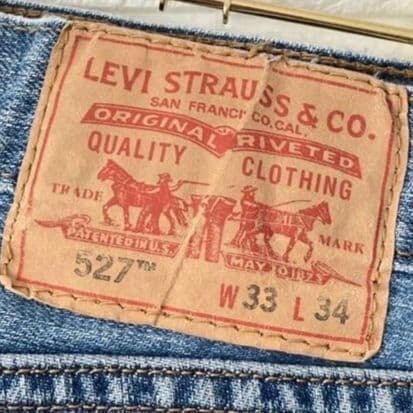 LEVI STRAUSS & CO.
SAN FRANCISCO, CAL.
ORIGINAL RIVETED
QUALITY CLOTHING
TRADE MARK
PATENTED IN U.S. MAY 20 1873
527™
W 33 L 34